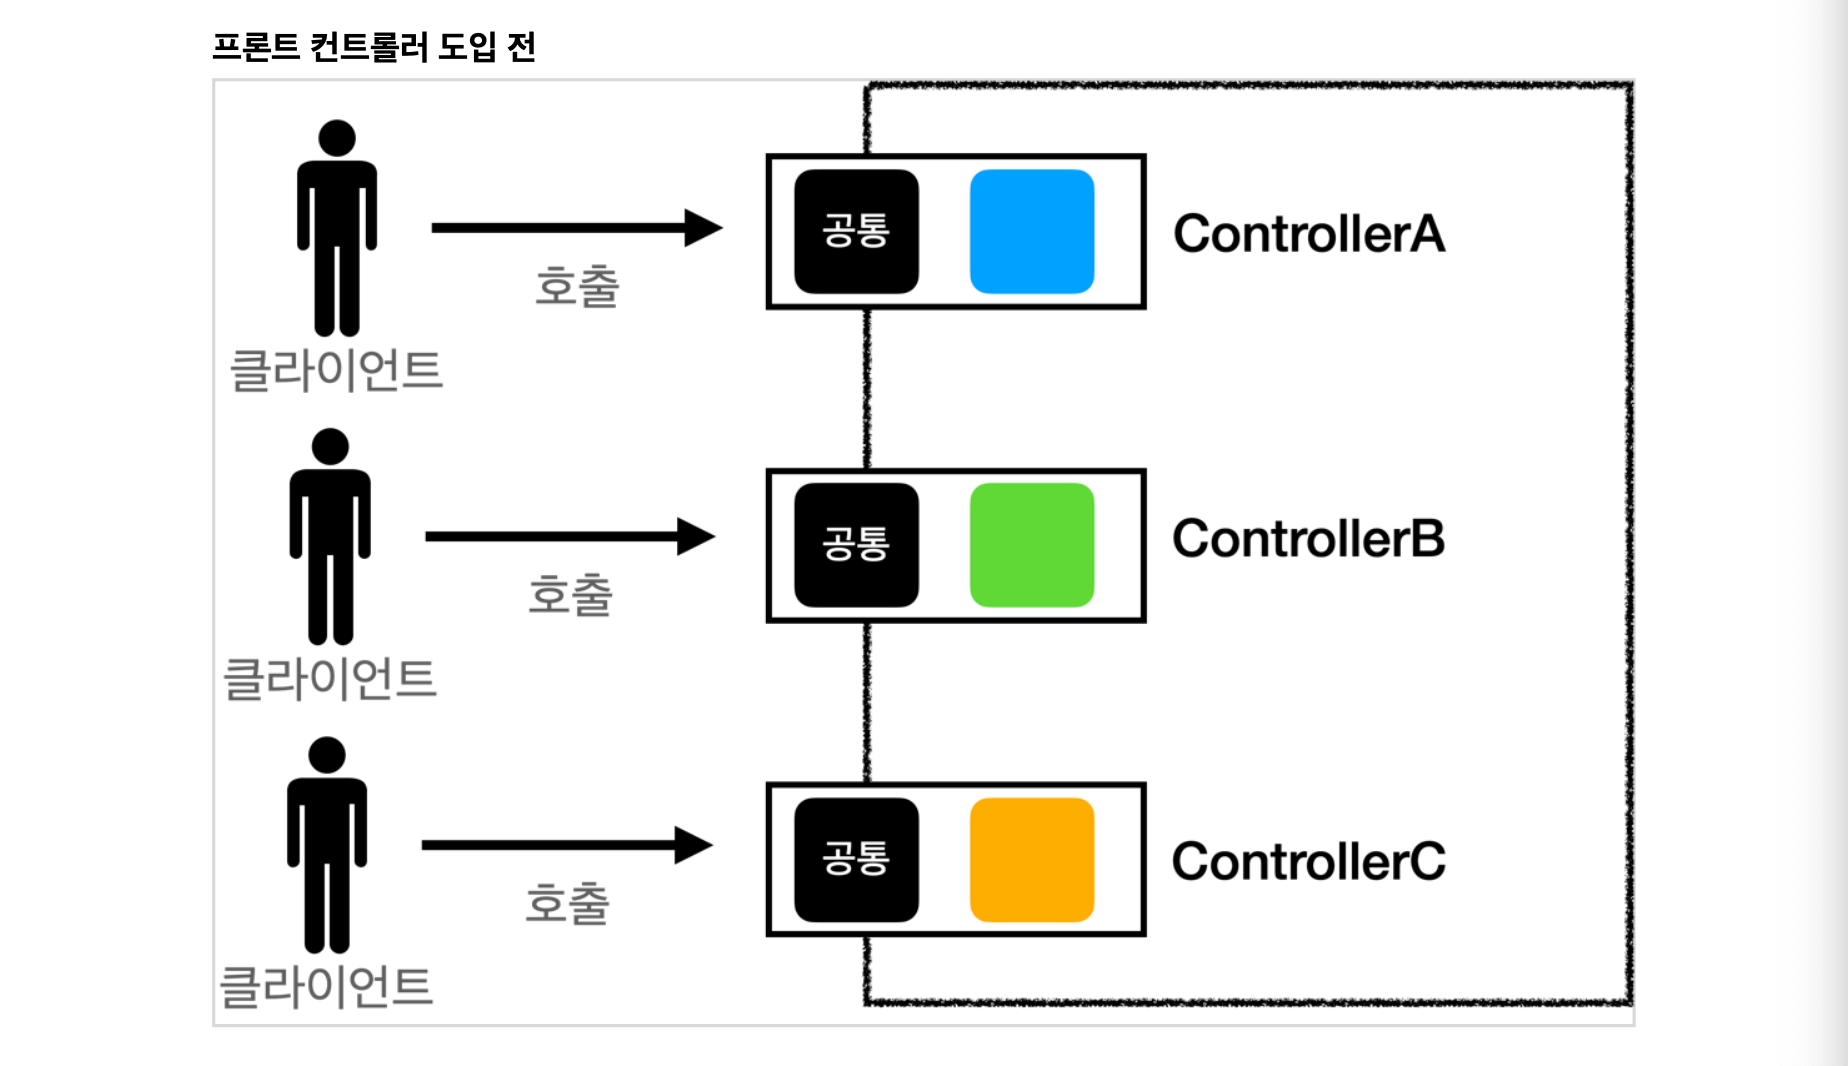 프론트 컨트롤러 도입 전
공통
ControllerA
호출
클라이언트
공통
ControllerB
호출
클라이언트
공통
ControllerC
호출
클라이언트